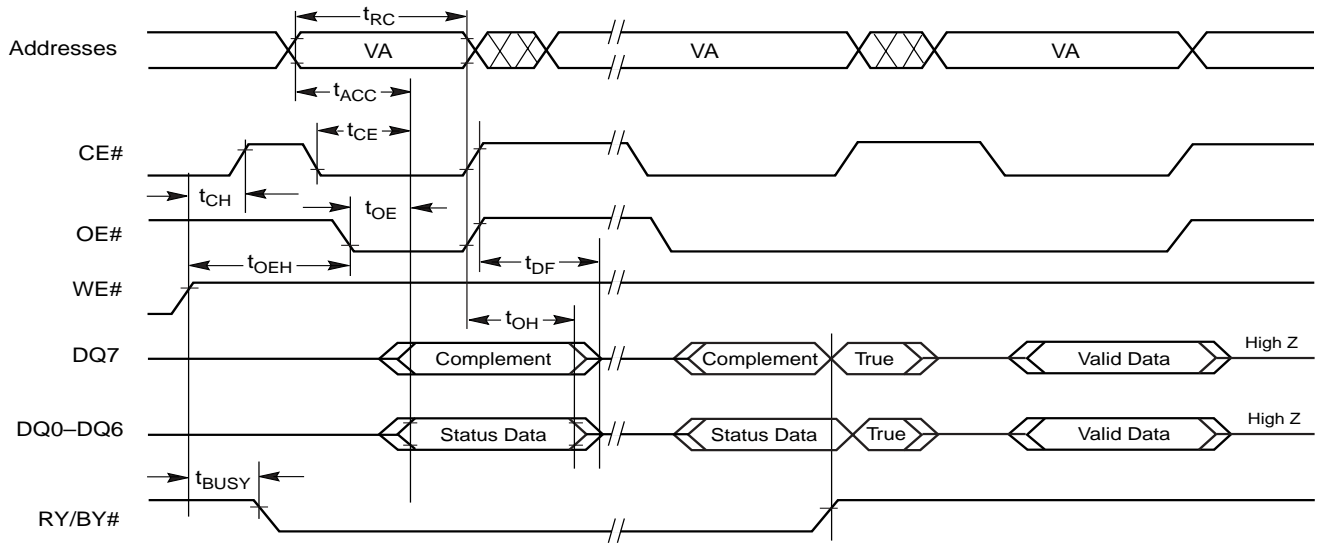 tRC
Addresses VA VA VA
tACC
tCE
CE#
tCH tOE
OE#
tOEH tDF
WE#
tOH
DQ7 Complement Complement True Valid Data High Z
DQ0–DQ6 Status Data Status Data True Valid Data High Z
tBUSY
RY/BY#